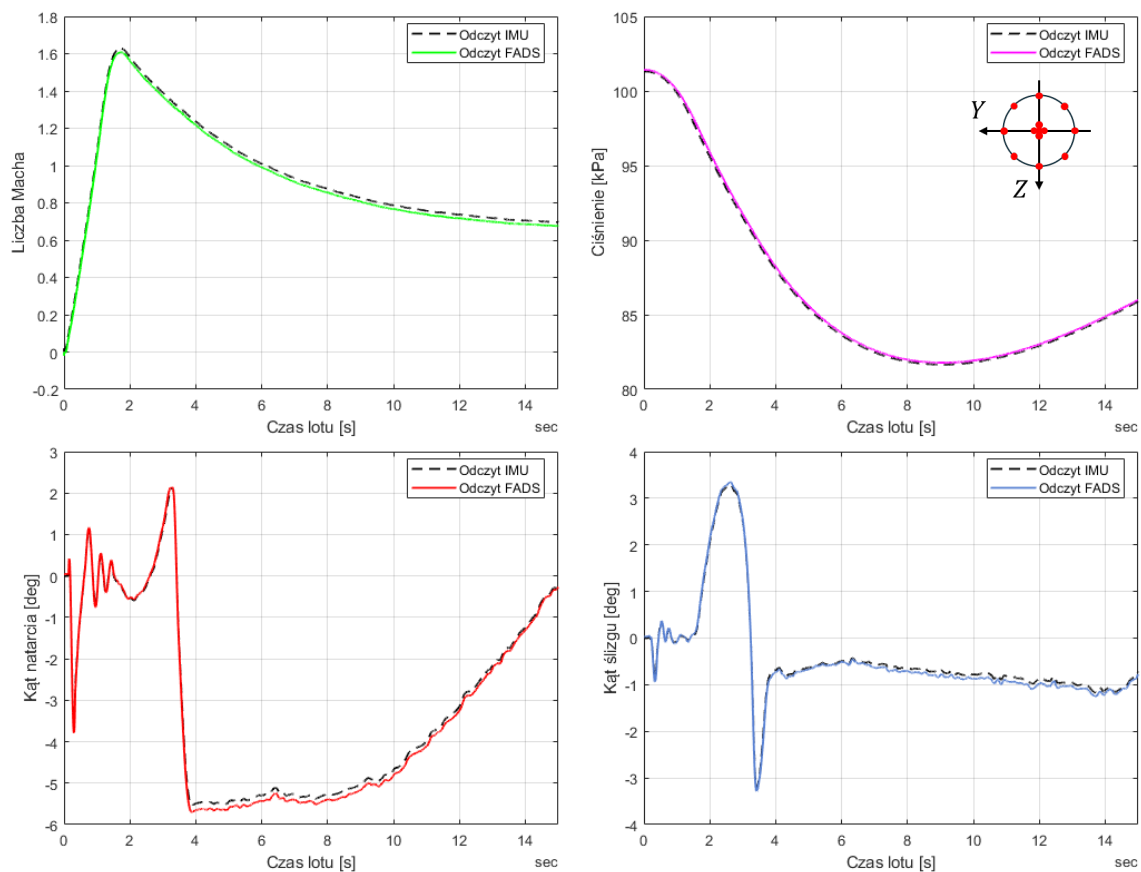 Liczba Macha
1.8
1.6
1.4
1.2
1
0.8
0.6
0.4
0.2
0
-0.2
0 2 4 6 8 10 12 14
Czas lotu [s]
sec
Odczyt IMU
Odczyt FADS
Ciśnienie [kPa]
105
100
95
90
85
80
0 2 4 6 8 10 12 14
Czas lotu [s]
sec
Odczyt IMU
Odczyt FADS
Y
Z
Kąt natarcia [deg]
3
2
1
0
-1
-2
-3
-4
-5
-6
0 2 4 6 8 10 12 14
Czas lotu [s]
sec
Odczyt IMU
Odczyt FADS
Kąt ślizgu [deg]
4
3
2
1
0
-1
-2
-3
-4
0 2 4 6 8 10 12 14
Czas lotu [s]
sec
Odczyt IMU
Odczyt FADS